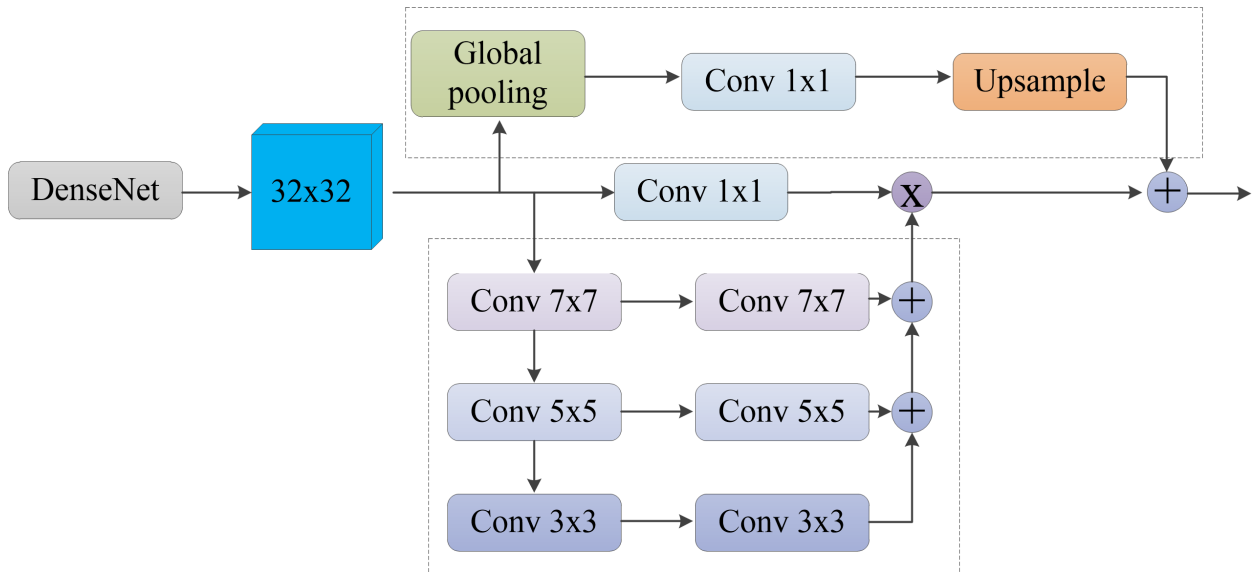 Global
pooling
Conv 1x1
Upsample
DenseNet
32x32
Conv 1x1
x
+
Conv 7x7
Conv 7x7
+
Conv 5x5
Conv 5x5
+
Conv 3x3
Conv 3x3